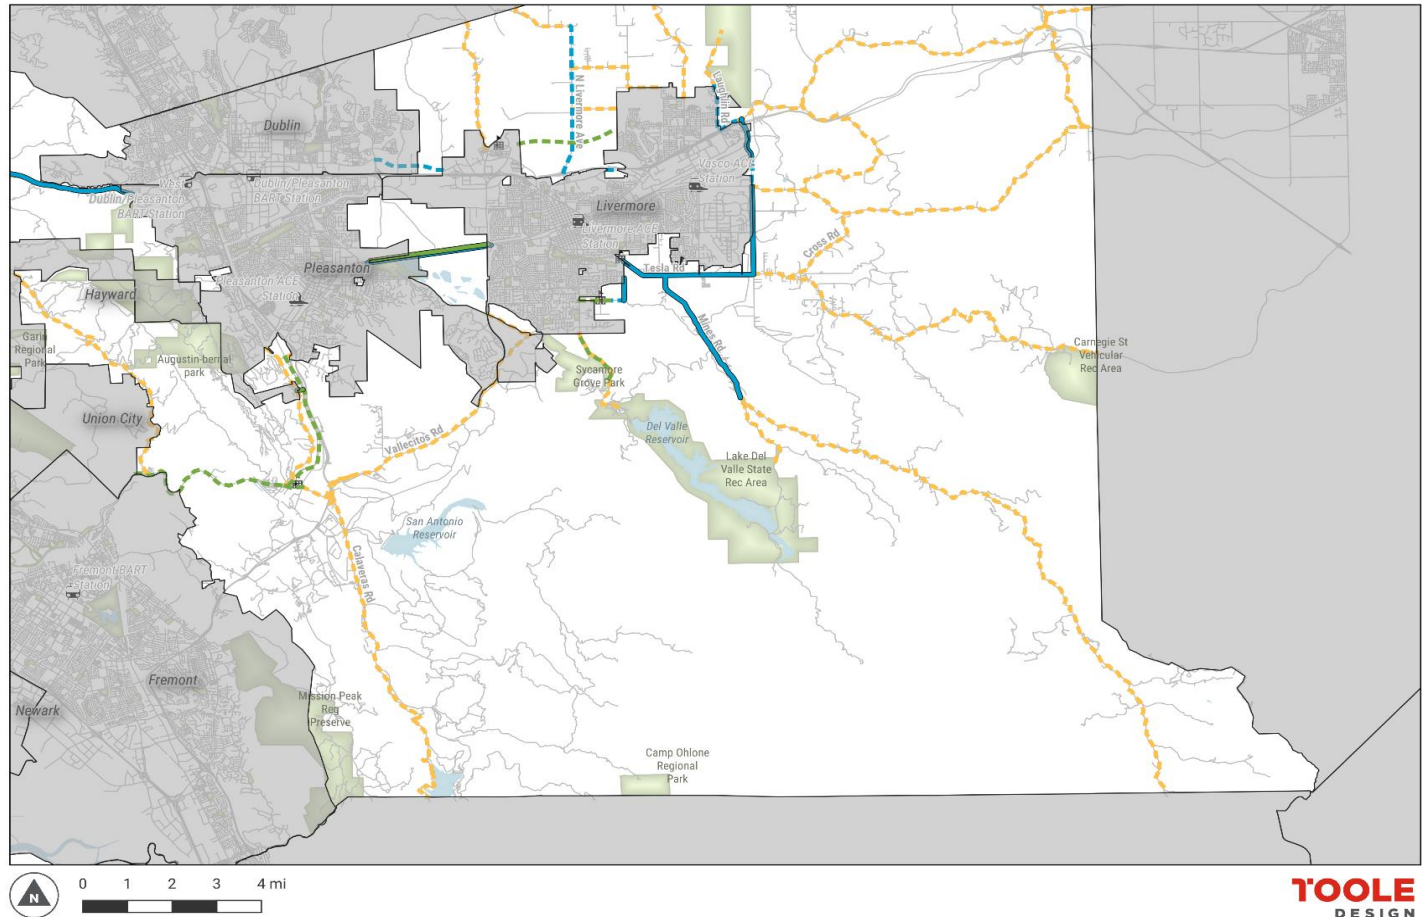 Laughlin Rd
N Livermore Ave
Dublin
Vasco ACE
Station
West
Dublin/Pleasanton
BART Station
Dublin/Pleasanton
BART Station
Livermore
Livermore ACE
Station
Cross Rd
Pleasanton
Tesla Rd
Pleasanton ACE
Station
Hayward
Mines Rd
Garin
Regional
Park
Augustin bernal
park
Carnegie St
Vehicular
Rec Area
Sycamore
Grove Park
Union City
Del Valle
Reservoir
Vallecitos Rd
Lake Del
Valle State
Rec Area
San Antonio
Reservoir
Calaveras Rd
Fremont BART
Station
Fremont
Mission Peak
Reg
Preserve
Newark
Camp Ohlone
Regional
Park
N
0 1 2 3 4 mi
TOOLE
DESIGN